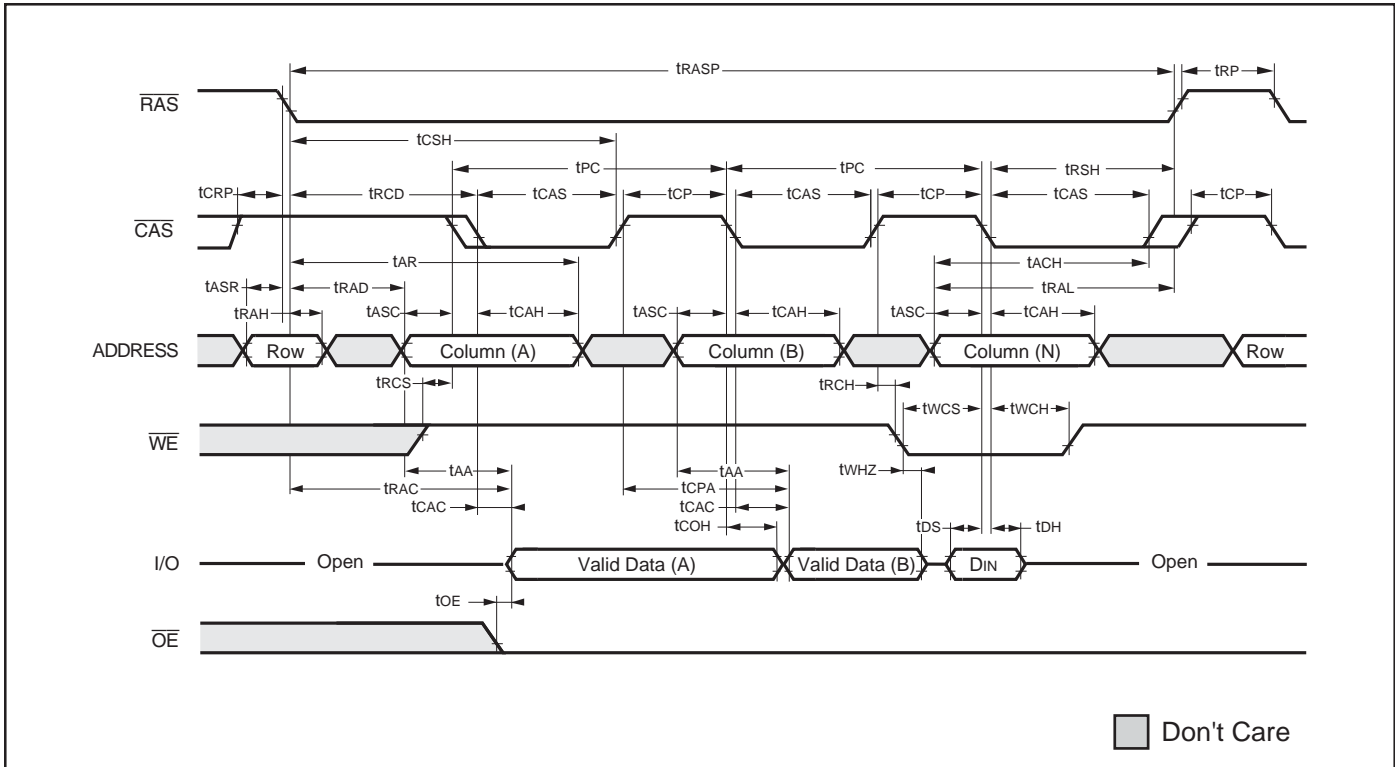 tRASP tRP
RAS
tCSH
tPC tPC tRSH
tCRP tRCD tCAS tCP tCAS tCP tCAS tCP
CAS
tAR tACH
tASR tRAD tRAL
tRAH tASC tCAH tASC tCAH tASC tCAH
ADDRESS Row Column (A) Column (B) Column (N) Row
tRCS tRCH
tWCS tWCH
WE
tAA tAA tWHZ
tRAC tCPA
tCAC tCAC
tCOH tDS tDH
I/O Open Valid Data (A) Valid Data (B) DIN Open
tOE
OE
Don't Care